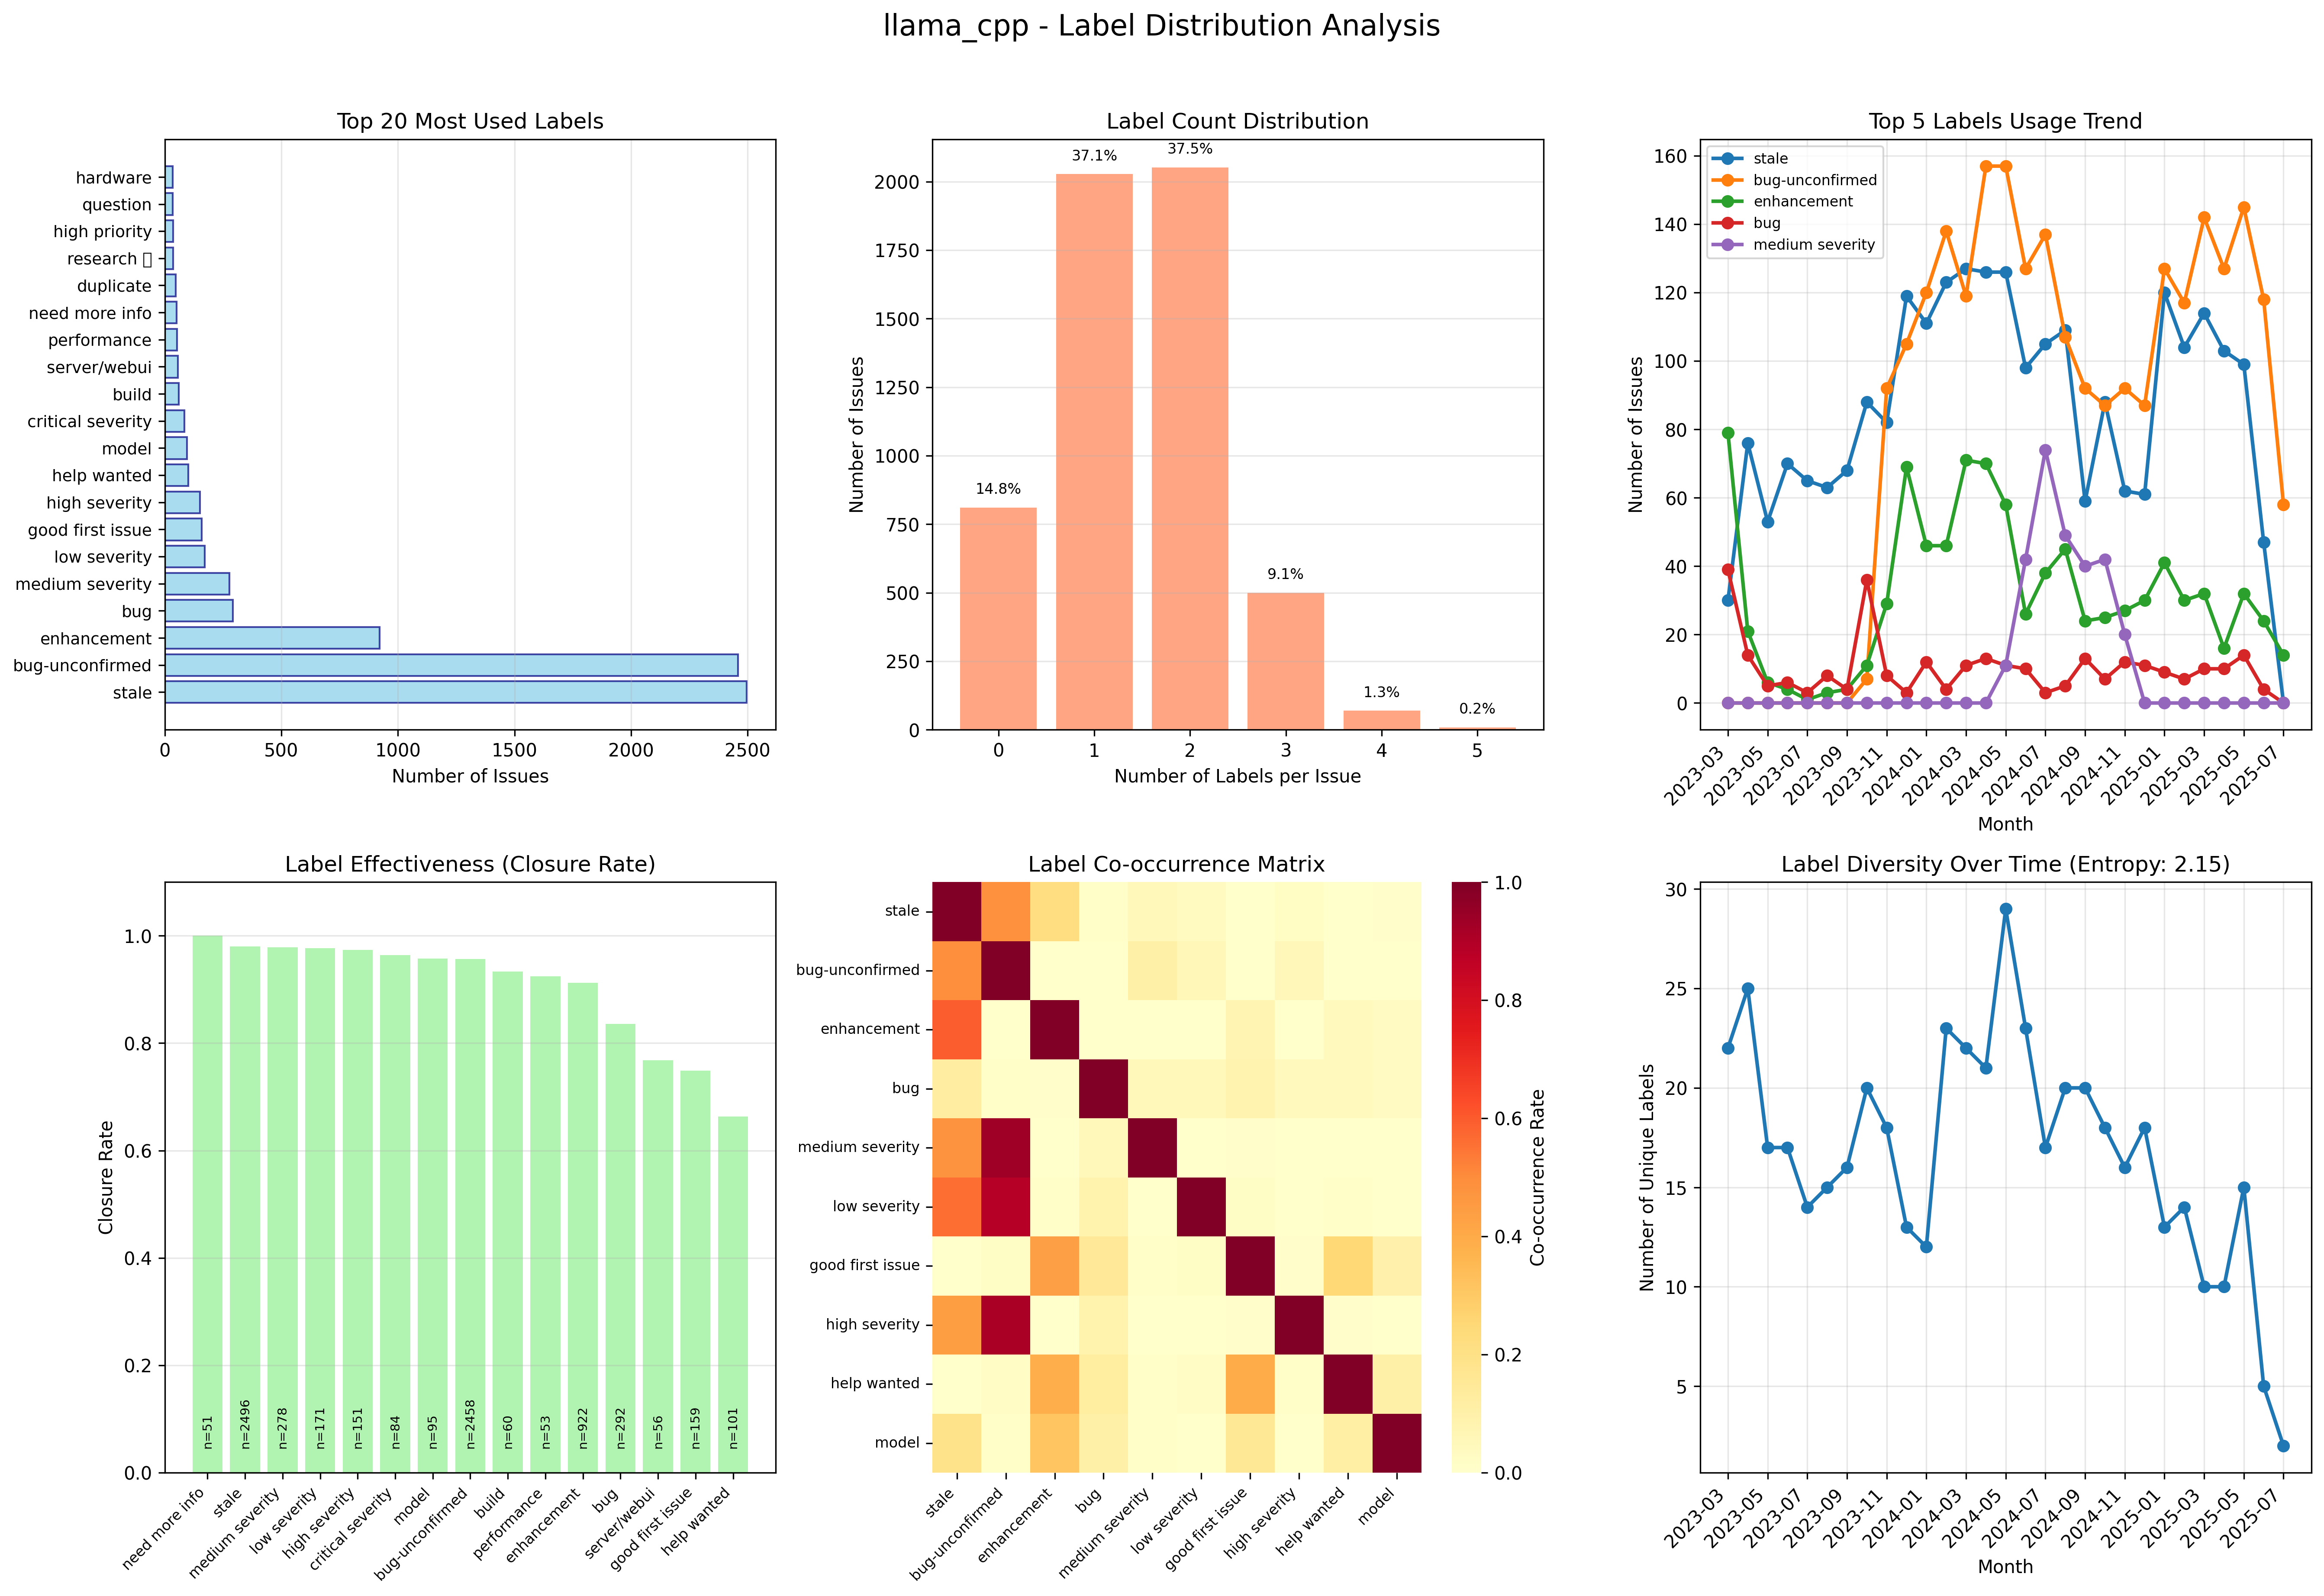 llama_cpp - Label Distribution Analysis
Top 20 Most Used Labels
hardware
question
high priority
research
duplicate
need more info
performance
server/webui
build
critical severity
model
help wanted
high severity
good first issue
low severity
medium severity
bug
enhancement
bug-unconfirmed
stale
0 500 1000 1500 2000 2500
Number of Issues
Label Count Distribution
Number of Issues
2000
1750
1500
1250
1000
750
500
250
0
14.8%
37.1%
37.5%
9.1%
1.3%
0.2%
0 1 2 3 4 5
Number of Labels per Issue
Top 5 Labels Usage Trend
Number of Issues
160
140
120
100
80
60
40
20
0
stale
bug-unconfirmed
enhancement
bug
medium severity
2023-03
2023-05
2023-07
2023-09
2023-11
2024-01
2024-03
2024-05
2024-07
2024-09
2024-11
2025-01
2025-03
2025-05
2025-07
Month
Label Effectiveness (Closure Rate)
Closure Rate
1.0
0.8
0.6
0.4
0.2
0.0
n=51
n=2496
n=278
n=171
n=151
n=84
n=95
n=2458
n=60
n=53
n=922
n=292
n=56
n=159
n=101
need more info
stale
medium severity
low severity
high severity
critical severity
model
bug-unconfirmed
build
performance
enhancement
bug
server/webui
good first issue
help wanted
Label Co-occurrence Matrix
stale
bug-unconfirmed
enhancement
bug
medium severity
low severity
good first issue
high severity
help wanted
model
stale
bug-unconfirmed
enhancement
bug
medium severity
low severity
good first issue
high severity
help wanted
model
1.0
0.8
0.6
0.4
0.2
0.0
Co-occurrence Rate
Label Diversity Over Time (Entropy: 2.15)
Number of Unique Labels
30
25
20
15
10
5
2023-03
2023-05
2023-07
2023-09
2023-11
2024-01
2024-03
2024-05
2024-07
2024-09
2024-11
2025-01
2025-03
2025-05
2025-07
Month